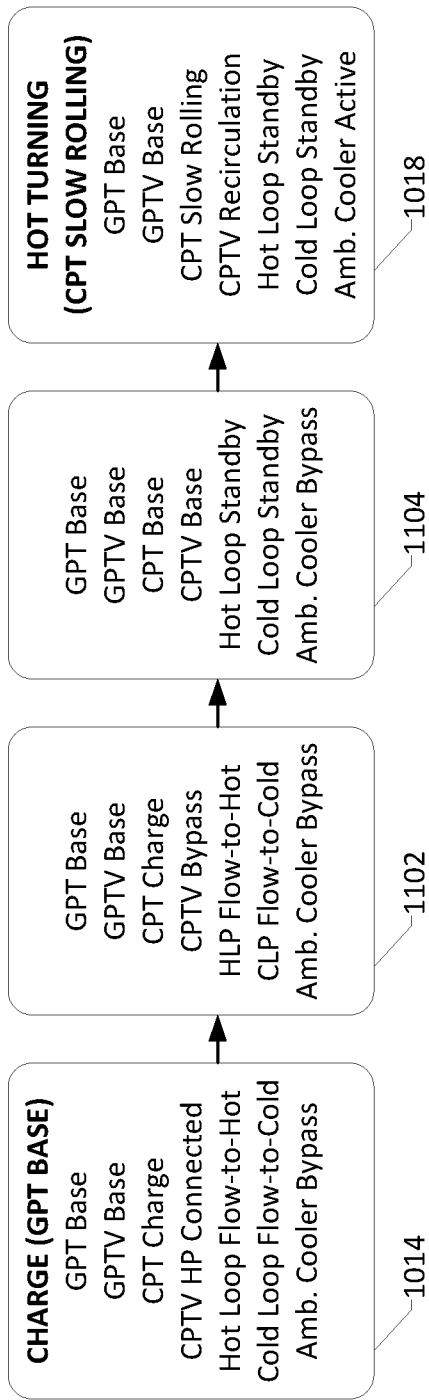 CHARGE (GPT BASE)
GPT Base
GPTV Base
CPT Charge
CPTV HP Connected
Hot Loop Flow-to-Hot
Cold Loop Flow-to-Cold
Amb. Cooler Bypass
1014
GPT Base
GPTV Base
CPT Charge
CPTV Bypass
HLP Flow-to-Hot
CLP Flow-to-Cold
Amb. Cooler Bypass
1102
GPT Base
GPTV Base
CPT Base
CPTV Base
Hot Loop Standby
Cold Loop Standby
Amb. Cooler Bypass
1104
HOT TURNING
(CPT SLOW ROLLING)
GPT Base
GPTV Base
CPT Slow Rolling
CPTV Recirculation
Hot Loop Standby
Cold Loop Standby
Amb. Cooler Active
1018